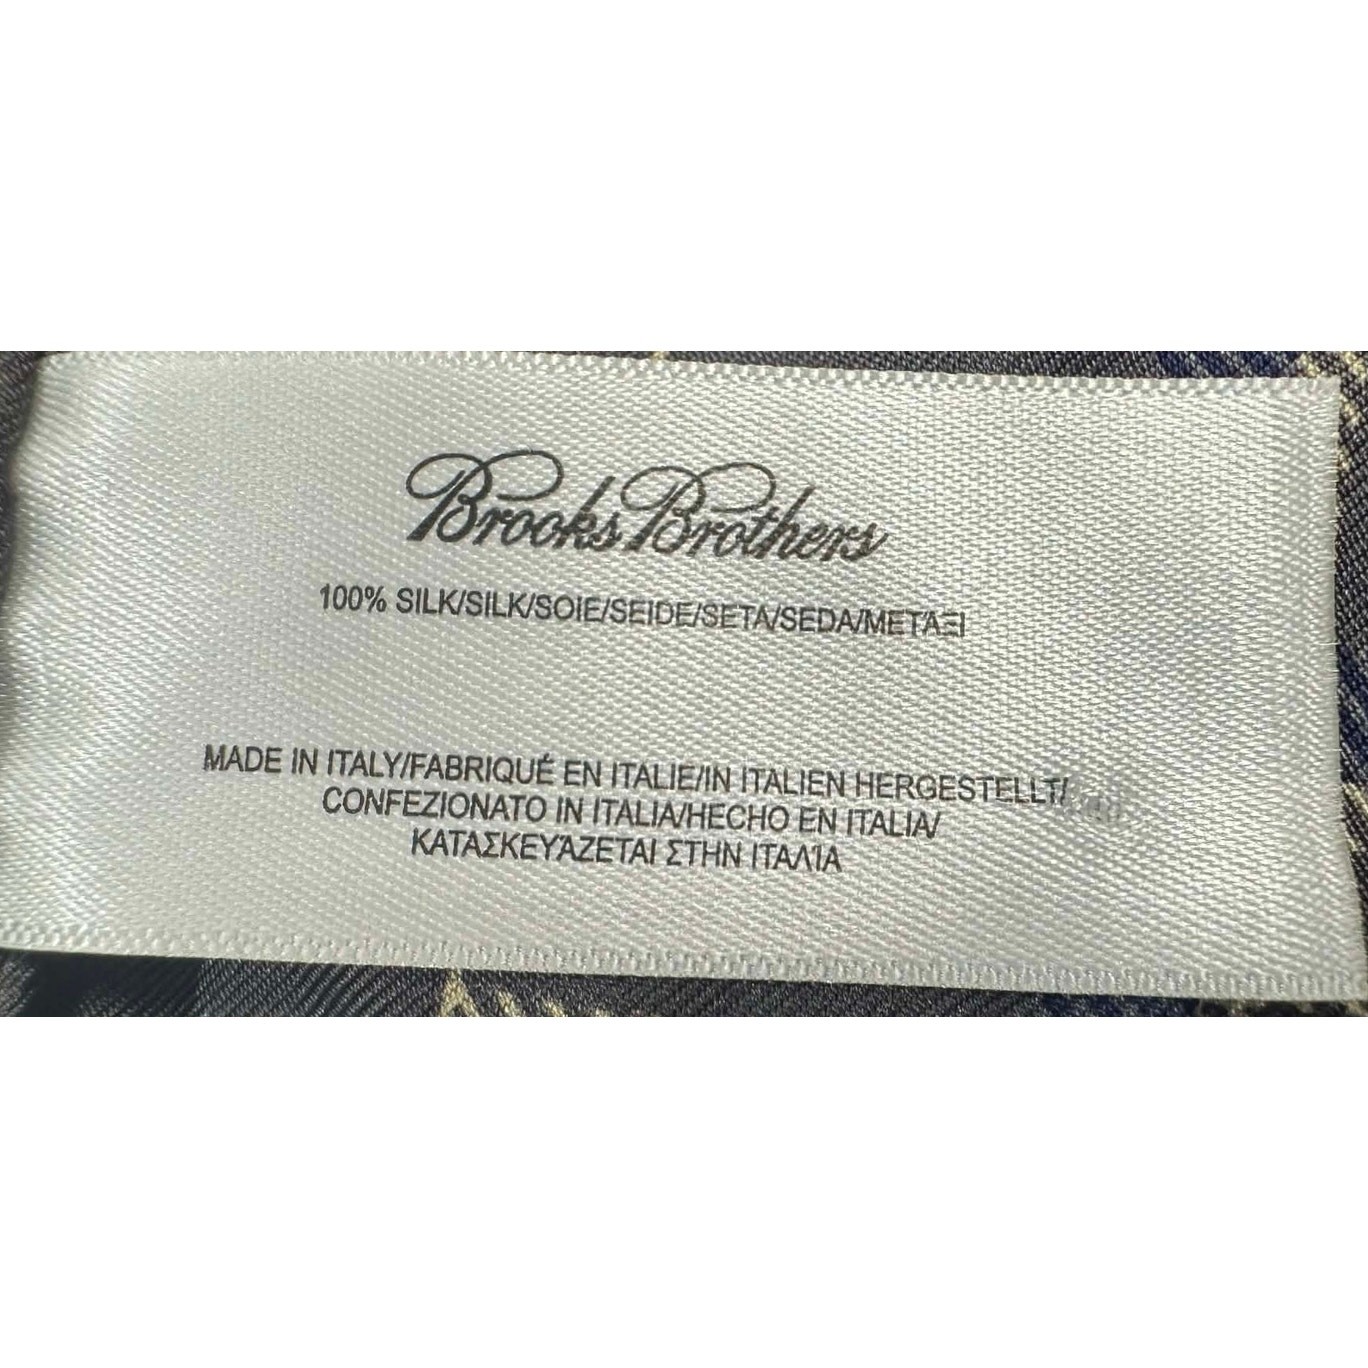 Brooks Brothers
100% SILK/SILK/SOIE/SEIDE/SETA/SEDA/ΜΕΤΆΞΙ
MADE IN ITALY/FABRIQUÉ EN ITALIE/IN ITALIEN HERGESTELLT/
CONFEZIONATO IN ITALIA/HECHO EN ITALIA/
ΚΑΤΑΣΚΕΥΆΖΕΤΑΙ ΣΤΗΝ ΙΤΑΛΊΑ